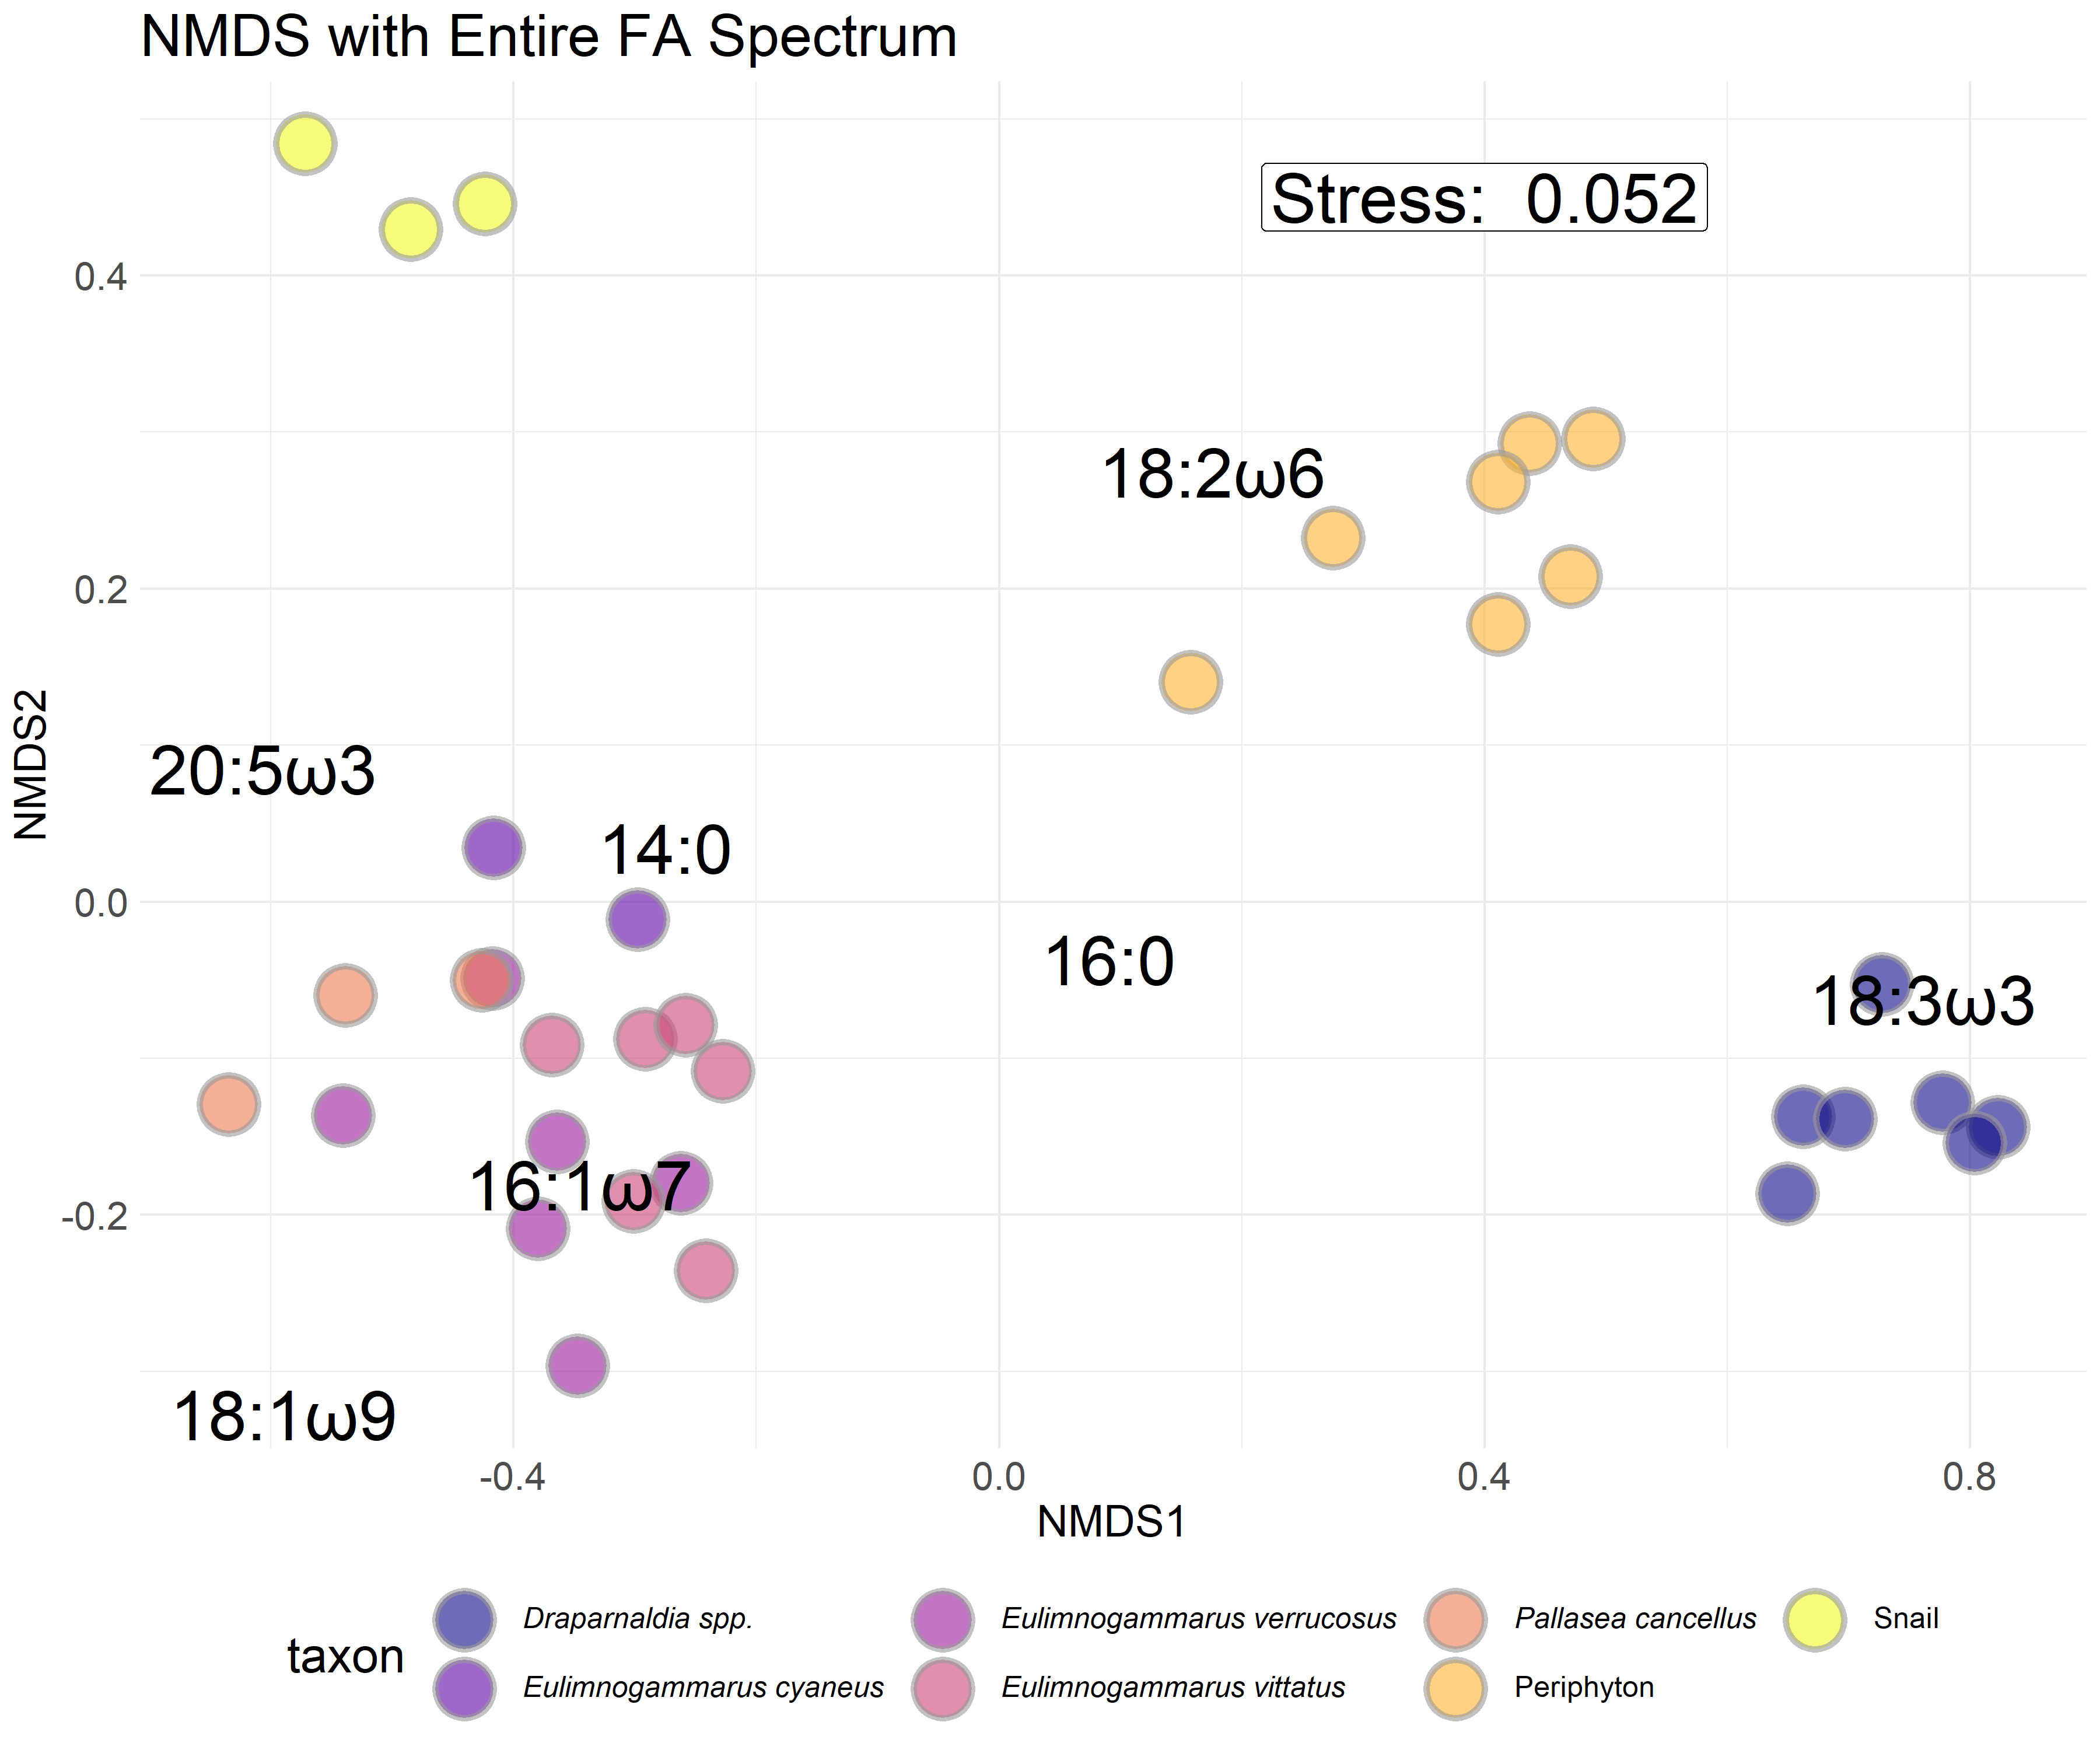 NMDS with Entire FA Spectrum
Stress:  0.052
0.4
18:2ω6
0.2
NMDS2
20:5ω3
14:0
0.0
16:0
18:3ω3
16:1ω7
-0.2
18:1ω9
-0.4 0.0 0.4 0.8
NMDS1
taxon
Draparnaldia spp. Eulimnogammarus verrucosus Pallasea cancellus Snail
Eulimnogammarus cyaneus Eulimnogammarus vittatus Periphyton